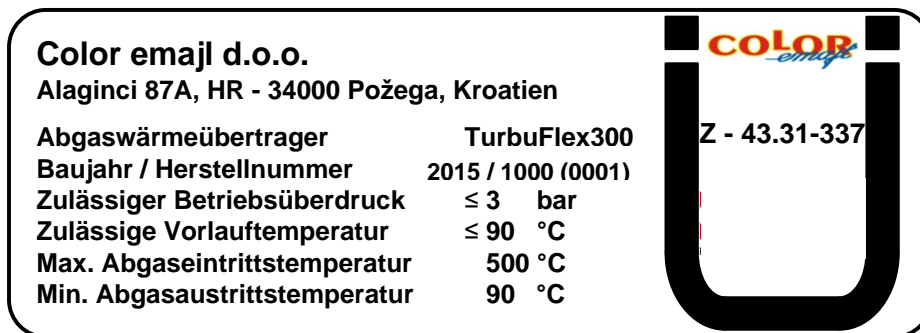 Color emajl d.o.o.
Alaginci 87A, HR - 34000 Požega, Kroatien
Abgaswärmeübertrager TurbuFlex300
Baujahr / Herstellnummer 2015 / 1000 (0001)
Zulässiger Betriebsüberdruck ≤ 3 bar
Zulässige Vorlauftemperatur ≤ 90 °C
Max. Abgaseintrittstemperatur 500 °C
Min. Abgasaustrittstemperatur 90 °C
COLOR
emajl
Z - 43.31-337